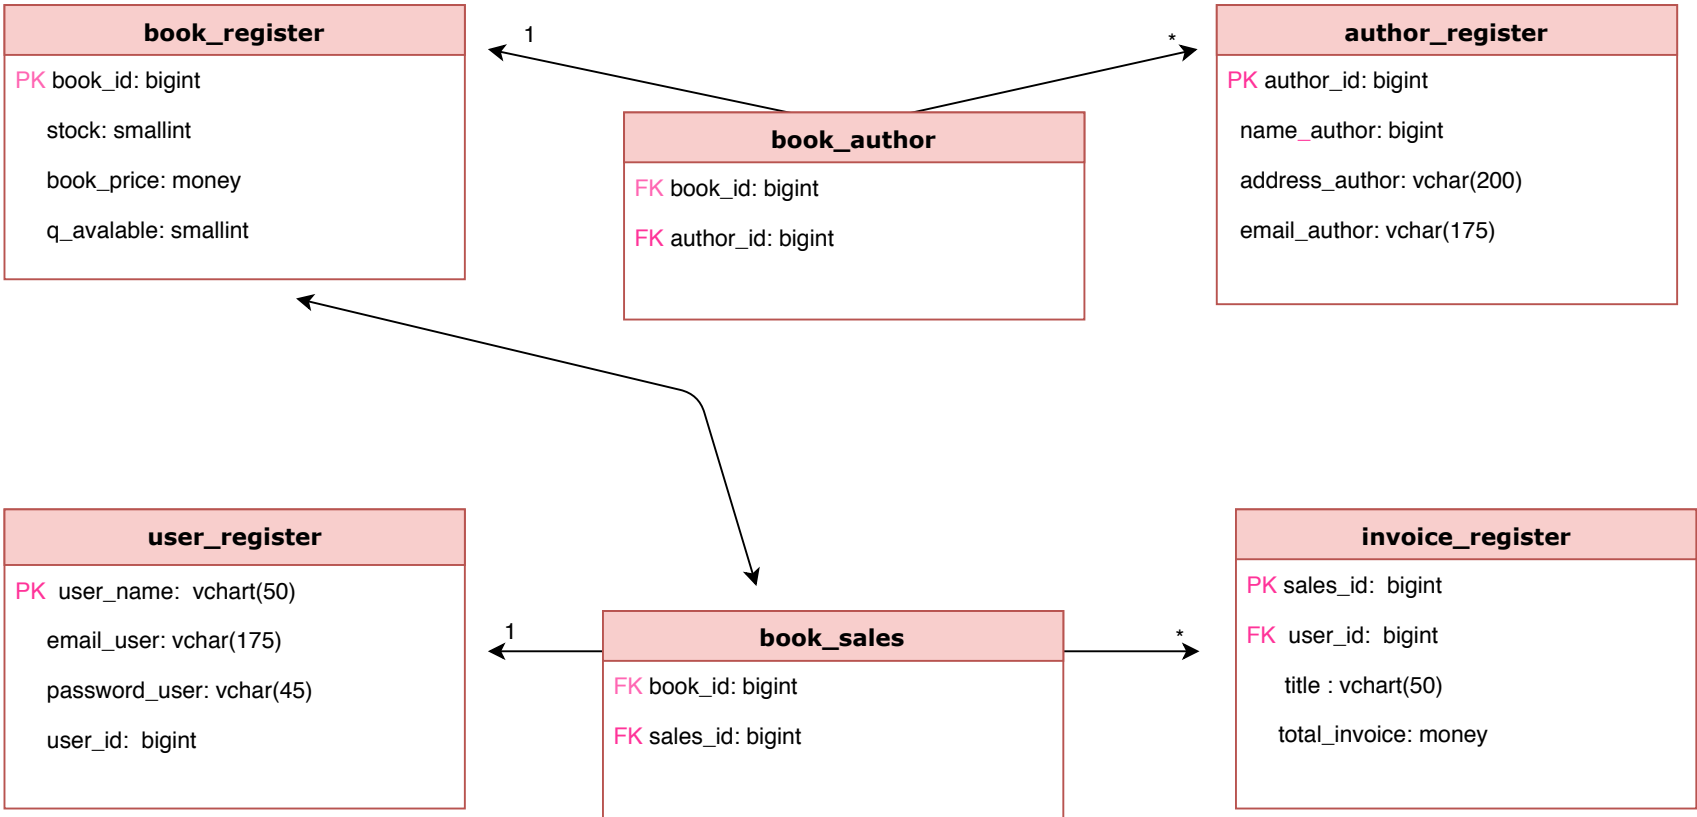 book_register
PK book_id: bigint
stock: smallint
book_price: money
q_avalable: smallint
1
*
book_author
FK book_id: bigint
FK author_id: bigint
author_register
PK author_id: bigint
name_author: bigint
address_author: vchar(200)
email_author: vchar(175)
user_register
PK user_name: vchart(50)
email_user: vchar(175)
password_user: vchar(45)
user_id: bigint
1
*
book_sales
FK book_id: bigint
FK sales_id: bigint
invoice_register
PK sales_id: bigint
FK user_id: bigint
title : vchart(50)
total_invoice: money